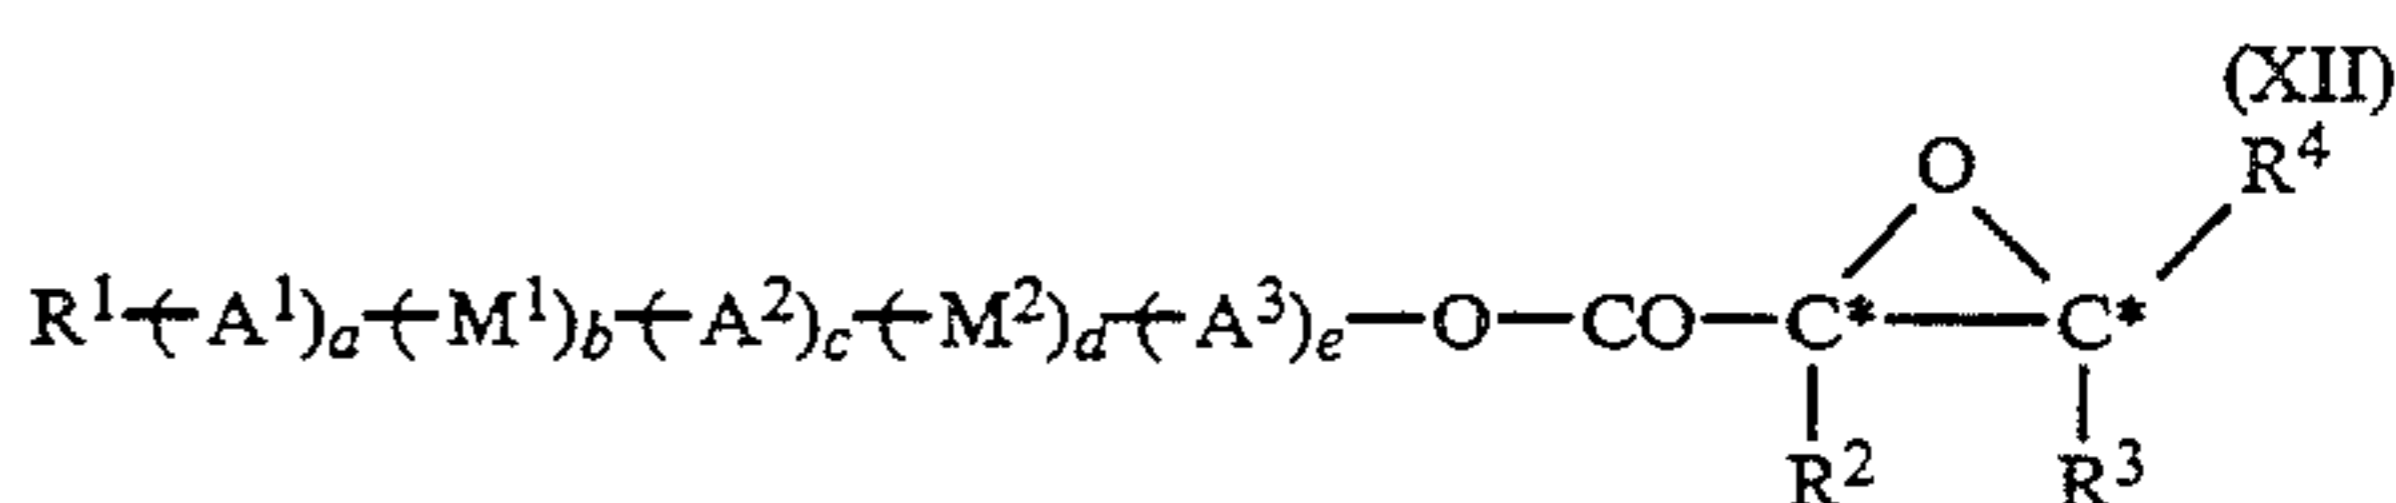 (XII)
O R⁴
R¹-(-A¹)ₐ-(-M¹)_b-(-A²)_c-(-M²)_d-(-A³)_e-O-CO-C*-C*
R² R³